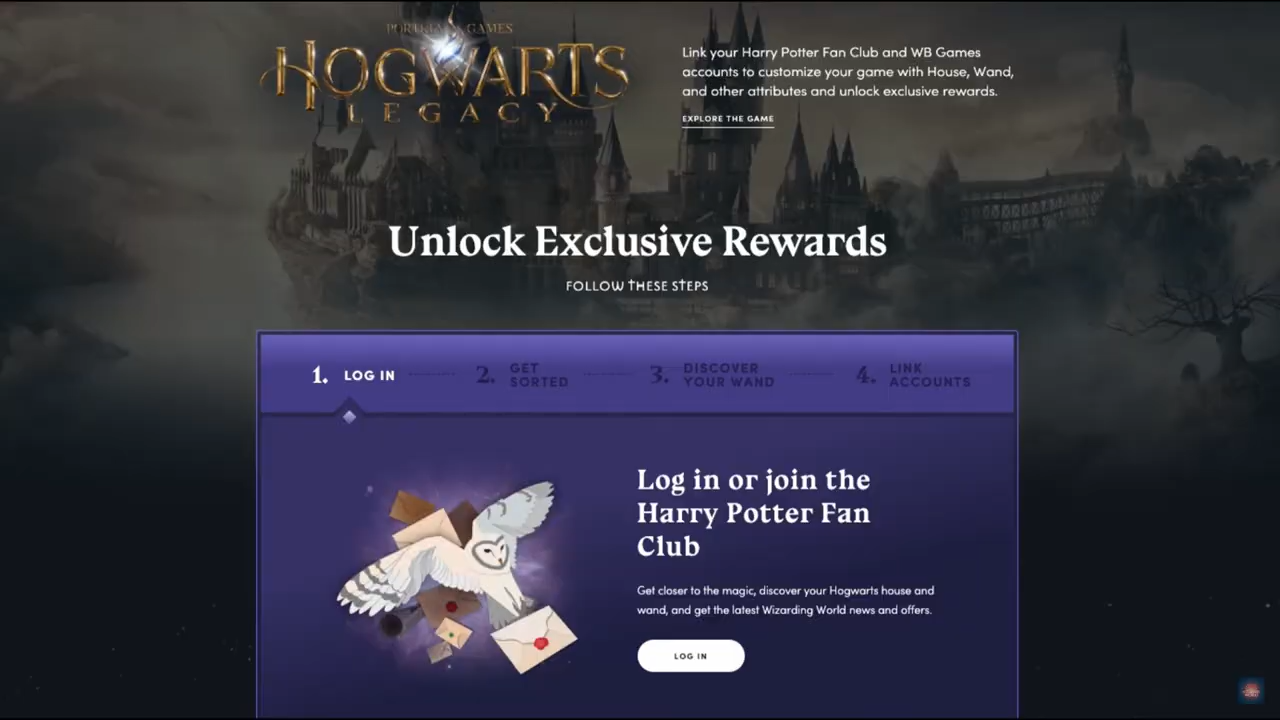 PORTKEY GAMES
HOGWARTS
LEGACY
Link your Harry Potter Fan Club and WB Games
accounts to customize your game with House, Wand,
and other attributes and unlock exclusive rewards.
EXPLORE THE GAME
Unlock Exclusive Rewards
FOLLOW THESE STEPS
1. LOG IN
2. GET
SORTED
3. DISCOVER
YOUR WAND
4. LINK
ACCOUNTS
Log in or join the
Harry Potter Fan
Club
Get closer to the magic, discover your Hogwarts house and
wand, and get the latest Wizarding World news and offers.
LOG IN